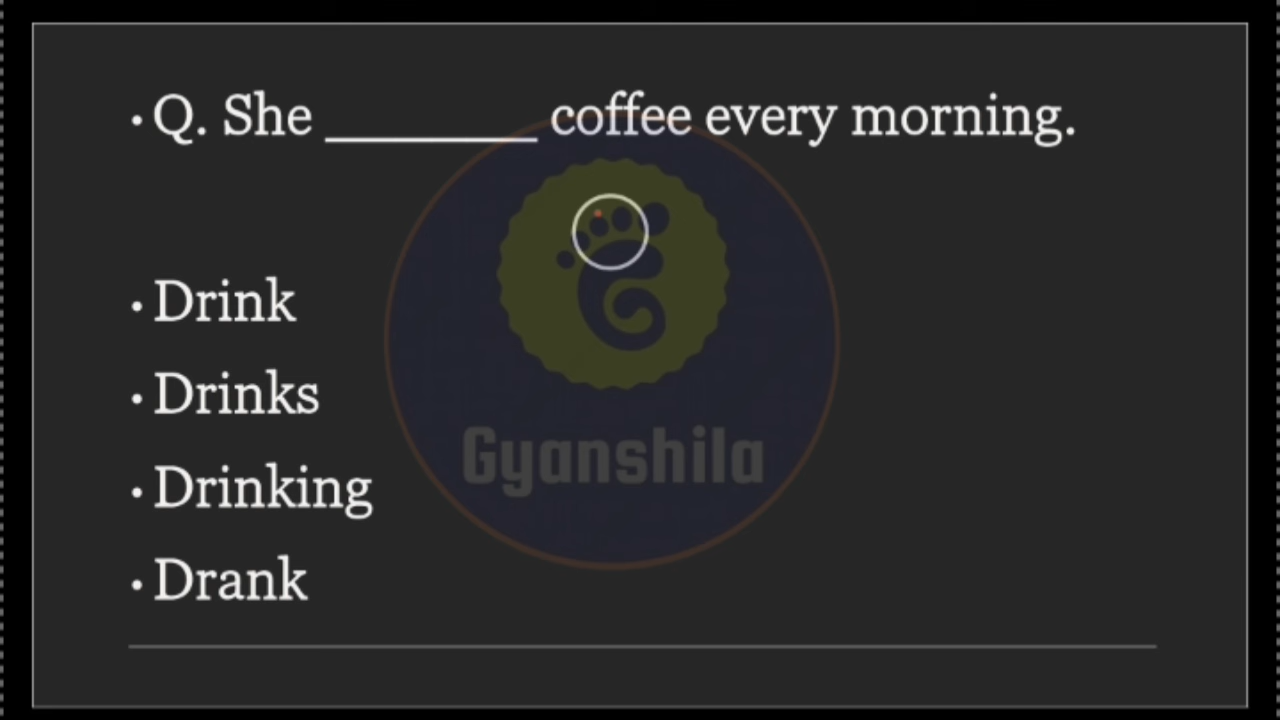 • Q. She ________ coffee every morning.
• Drink
• Drinks
• Drinking
• Drank
Gyanshila